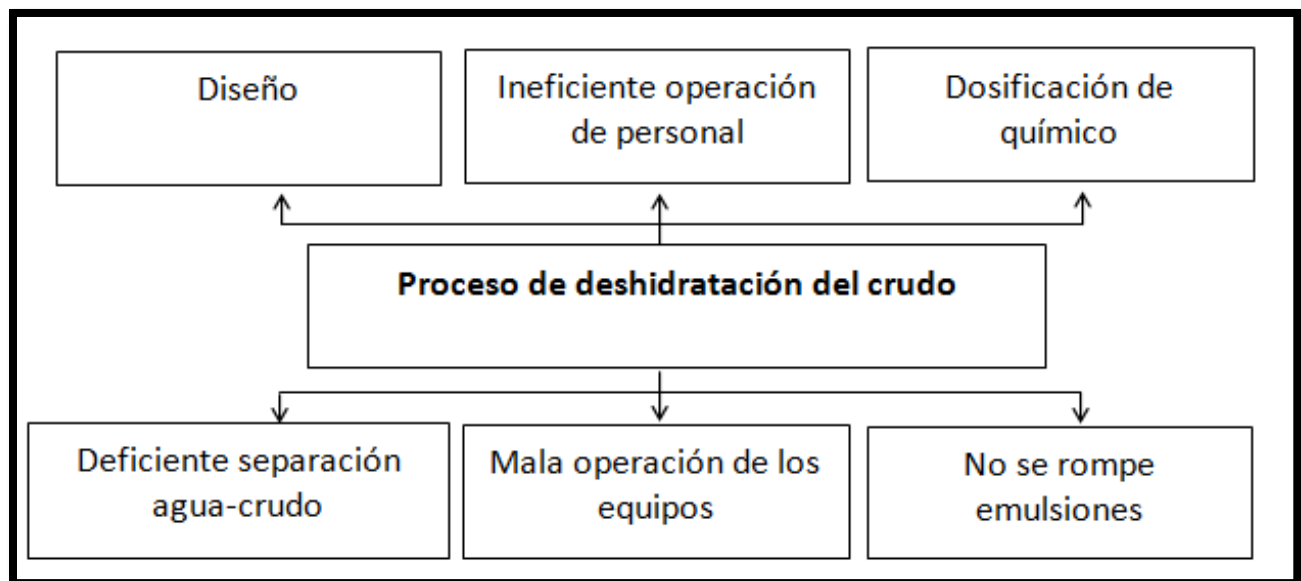 Diseño
Ineficiente operación
de personal
Dosificación de
químico
Proceso de deshidratación del crudo
Deficiente separación
agua-crudo
Mala operación de los
equipos
No se rompe
emulsiones